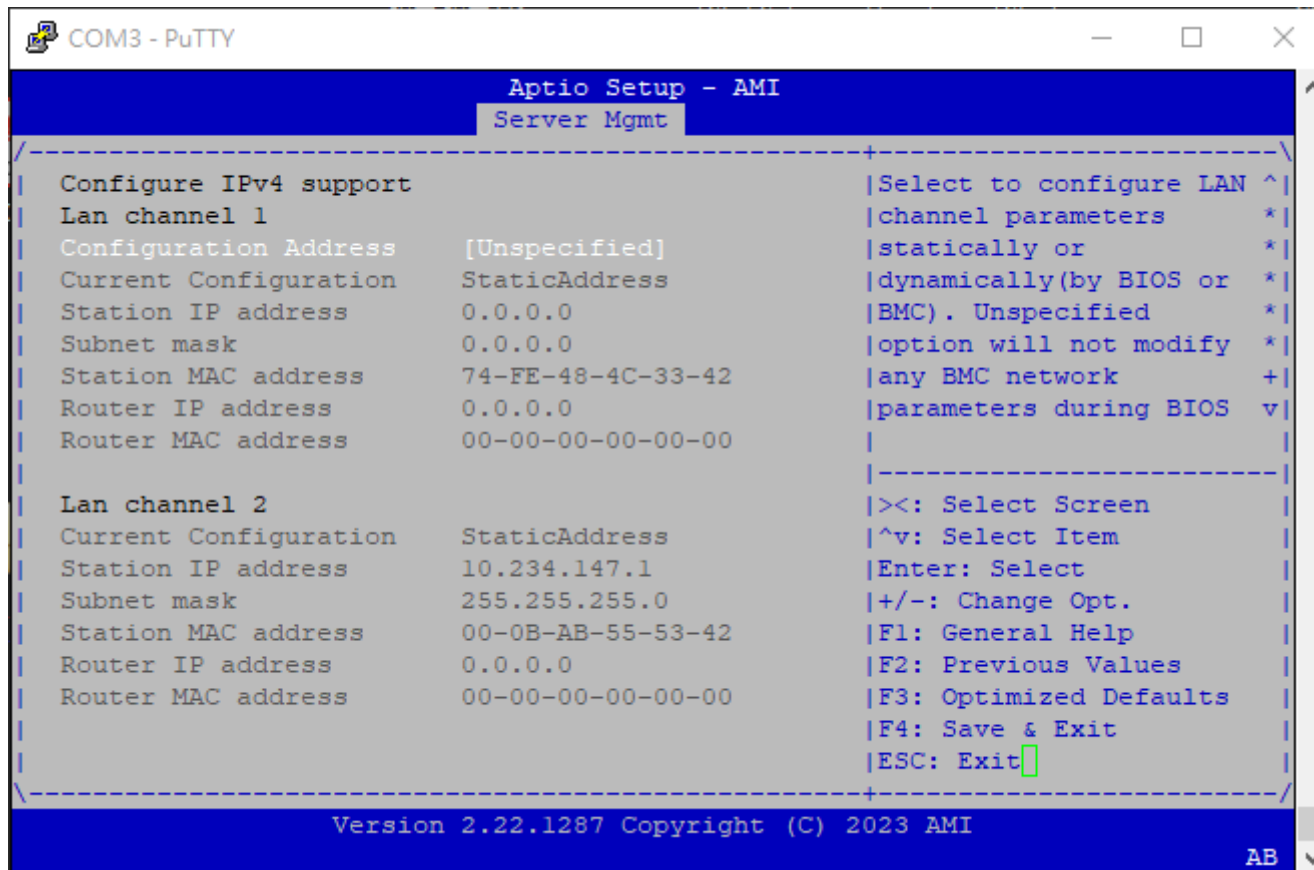 COM3 - PuTTY
Aptio Setup - AMI
Server Mgmt
/----------------------------------------------------+-------------------------\
| Configure IPv4 support |Select to configure LAN ^|
| Lan channel 1 |channel parameters *|
| Configuration Address [Unspecified] |statically or *|
| Current Configuration StaticAddress |dynamically(by BIOS or *|
| Station IP address 0.0.0.0 |BMC). Unspecified *|
| Subnet mask 0.0.0.0 |option will not modify *|
| Station MAC address 74-FE-48-4C-33-42 |any BMC network +|
| Router IP address 0.0.0.0 |parameters during BIOS v|
| Router MAC address 00-00-00-00-00-00 | |
| |-------------------------|
| Lan channel 2 |><: Select Screen |
| Current Configuration StaticAddress |^v: Select Item |
| Station IP address 10.234.147.1 |Enter: Select |
| Subnet mask 255.255.255.0 |+/-: Change Opt. |
| Station MAC address 00-0B-AB-55-53-42 |F1: General Help |
| Router IP address 0.0.0.0 |F2: Previous Values |
| Router MAC address 00-00-00-00-00-00 |F3: Optimized Defaults |
| |F4: Save & Exit |
| |ESC: Exit |
\----------------------------------------------------+-------------------------/
Version 2.22.1287 Copyright (C) 2023 AMI
AB